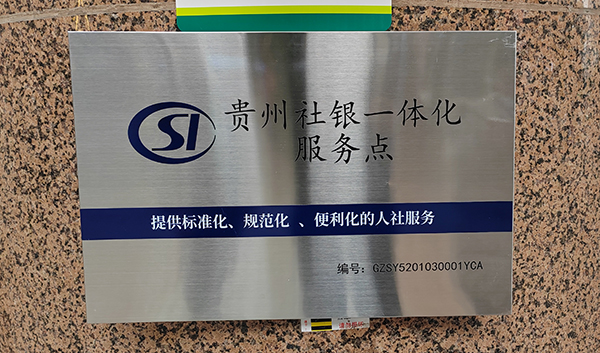 SI
贵州社银一体化
服务点
提供标准化、规范化 、便利化的人社服务
编号: GZSY5201030001YCA